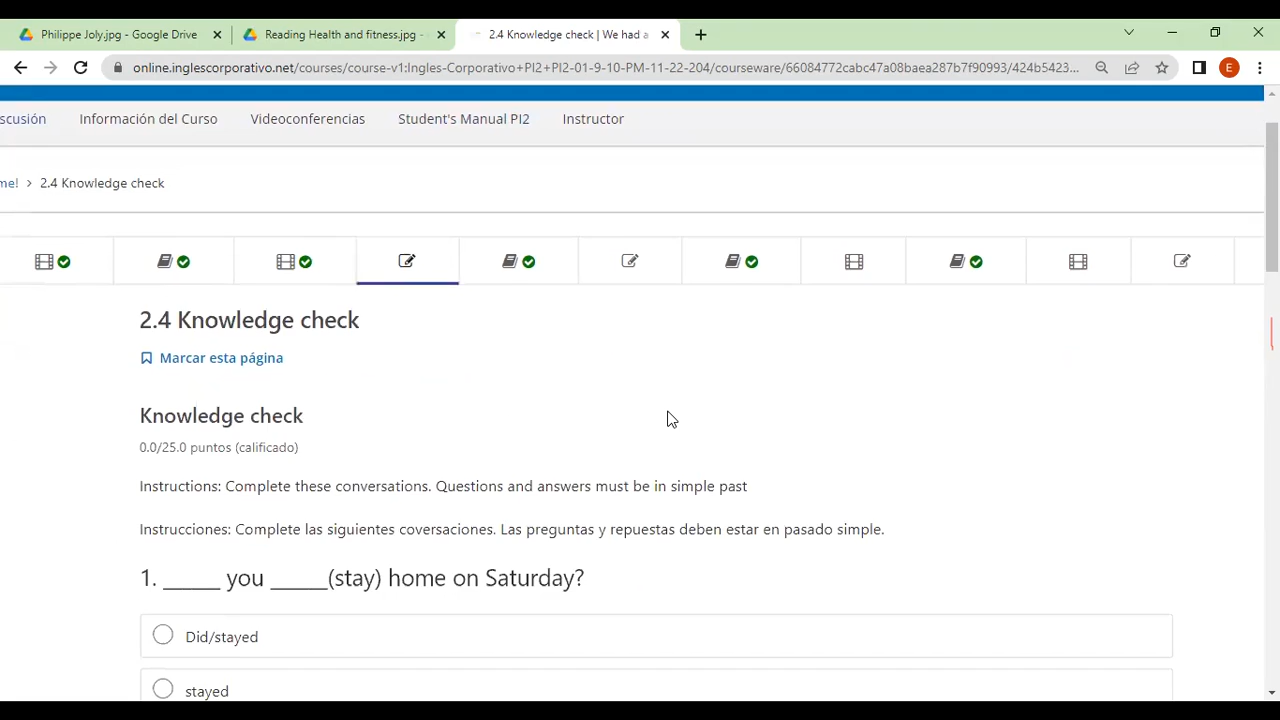 Philippe Joly.jpg - Google Drive
Reading Health and fitness.jpg -
2.4 Knowledge check | We had a
online.inglescorporativo.net/courses/course-v1:Ingles-Corporativo+PI2+PI2-01-9-10-PM-11-22-204/courseware/66084772cabc47a08baea287b7f90993/424b5423...
E
scusión
Información del Curso
Videoconferencias
Student's Manual PI2
Instructor
me! > 2.4 Knowledge check
2.4 Knowledge check
Marcar esta página
Knowledge check
0.0/25.0 puntos (calificado)
Instructions: Complete these conversations. Questions and answers must be in simple past
Instrucciones: Complete las siguientes coversaciones. Las preguntas y repuestas deben estar en pasado simple.
1. _____ you _____(stay) home on Saturday?
Did/stayed
stayed